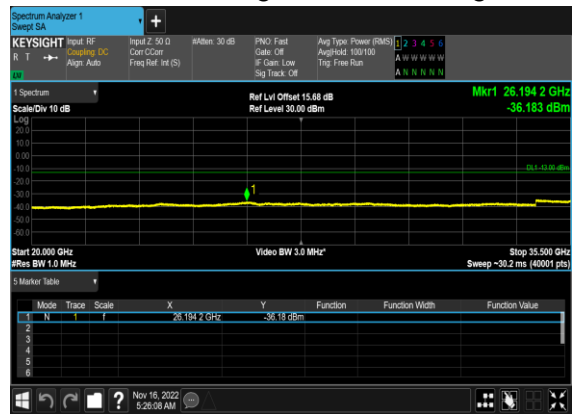 Spectrum Analyzer 1
Swept SA
+
KEYSIGHT Input: RF Input Z: 50 Ω #Atten: 30 dB PNO: Fast Avg Type: Power (RMS) 1 2 3 4 5 6
R T Coupling: DC Corr CCorr Gate: Off Avg|Hold: 100/100 A W W W W W
Align: Auto Freq Ref: Int (S) IF Gain: Low Trig: Free Run
Sig Track: Off A N N N N N
1 Spectrum Ref Lvl Offset 15.68 dB Mkr1 26.194 2 GHz
Scale/Div 10 dB Ref Level 30.00 dBm -36.183 dBm
Log
20.0
10.0
0.00
-10.0
DL1 -13.00 dBm
-20.0
-30.0
1
-40.0
-50.0
-60.0
Start 20.000 GHz Video BW 3.0 MHz* Stop 35.500 GHz
#Res BW 1.0 MHz Sweep ~30.2 ms (40001 pts)
5 Marker Table
Mode Trace Scale X Y Function Function Width Function Value
1 N 1 f 26.194 2 GHz -36.18 dBm
2
3
4
5
6
? Nov 16, 2022
5:26:08 AM